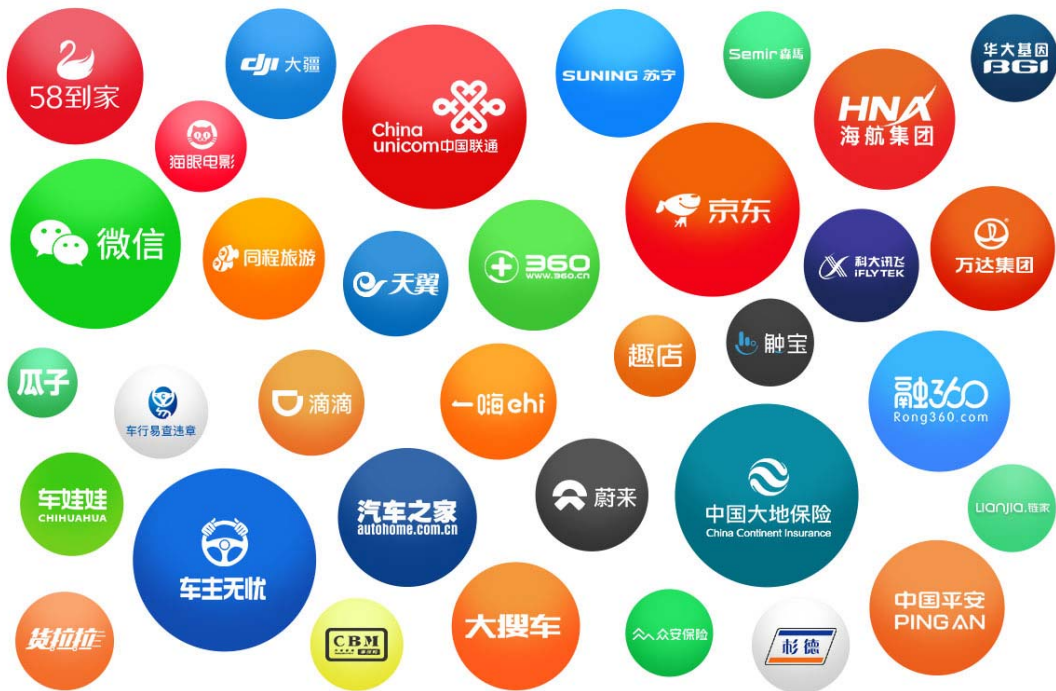 58到家
dji 大疆
China
unicom中国联通
SUNING 苏宁
Semir 森馬
HNA
海航集团
华大基因
BGI
猫眼电影
微信
同程旅游
天翼
360
www.360.cn
京东
科大讯飞
iFLYTEK
万达集团
瓜子
车行易查违章
滴滴
一嗨ehi
趣店
触宝
融360
Rong360.com
车娃娃
CHIHUAHUA
车主无忧
汽车之家
autohome.com.cn
蔚来
中国大地保险
China Continent Insurance
Lianjia.链家
货拉拉
CBM
大搜车
众安保险
杉德
中国平安
PING AN